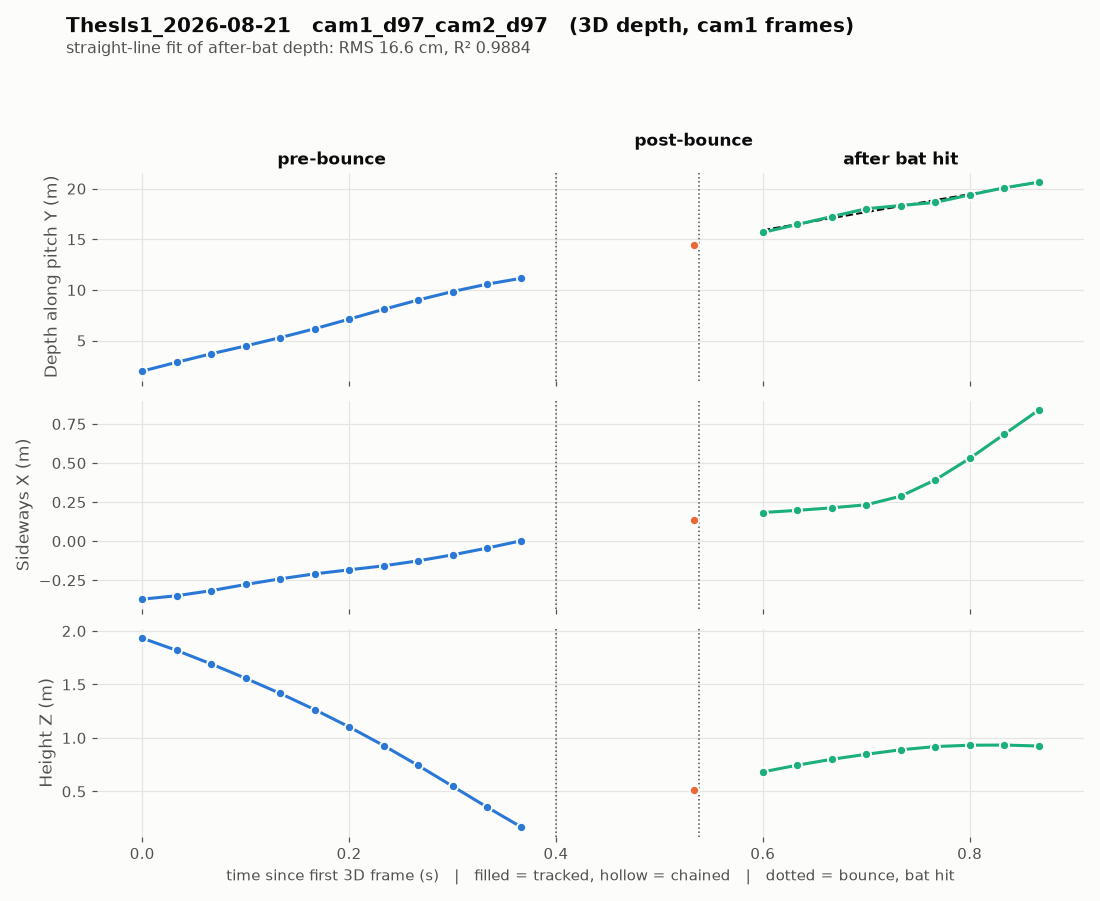 Thesls1_2026-08-21   cam1_d97_cam2_d97   (3D depth, cam1 frames)
straight-line fit of after-bat depth: RMS 16.6 cm, R² 0.9884
post-bounce
pre-bounce
after bat hit
Depth along pitch Y (m)
20
15
10
5
Sideways X (m)
0.75
0.50
0.25
0.00
−0.25
Height Z (m)
2.0
1.5
1.0
0.5
0.0 0.2 0.4 0.6 0.8
time since first 3D frame (s)   |   filled = tracked, hollow = chained   |   dotted = bounce, bat hit